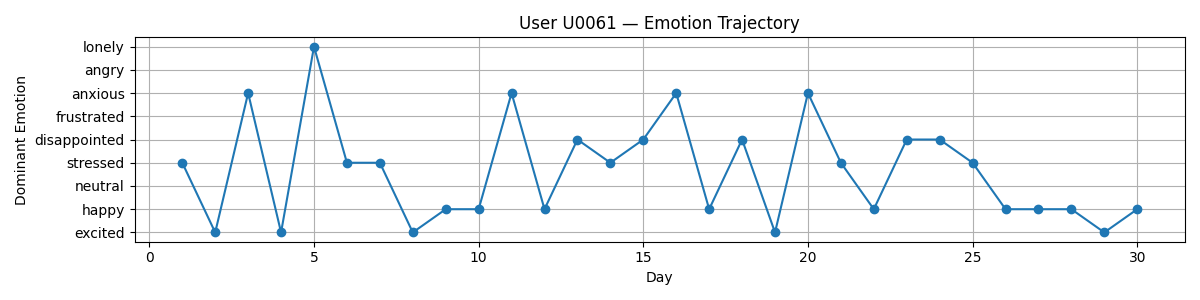 User U0061 — Emotion Trajectory
Dominant Emotion
lonely
angry
anxious
frustrated
disappointed
stressed
neutral
happy
excited
0 5 10 15 20 25 30
Day